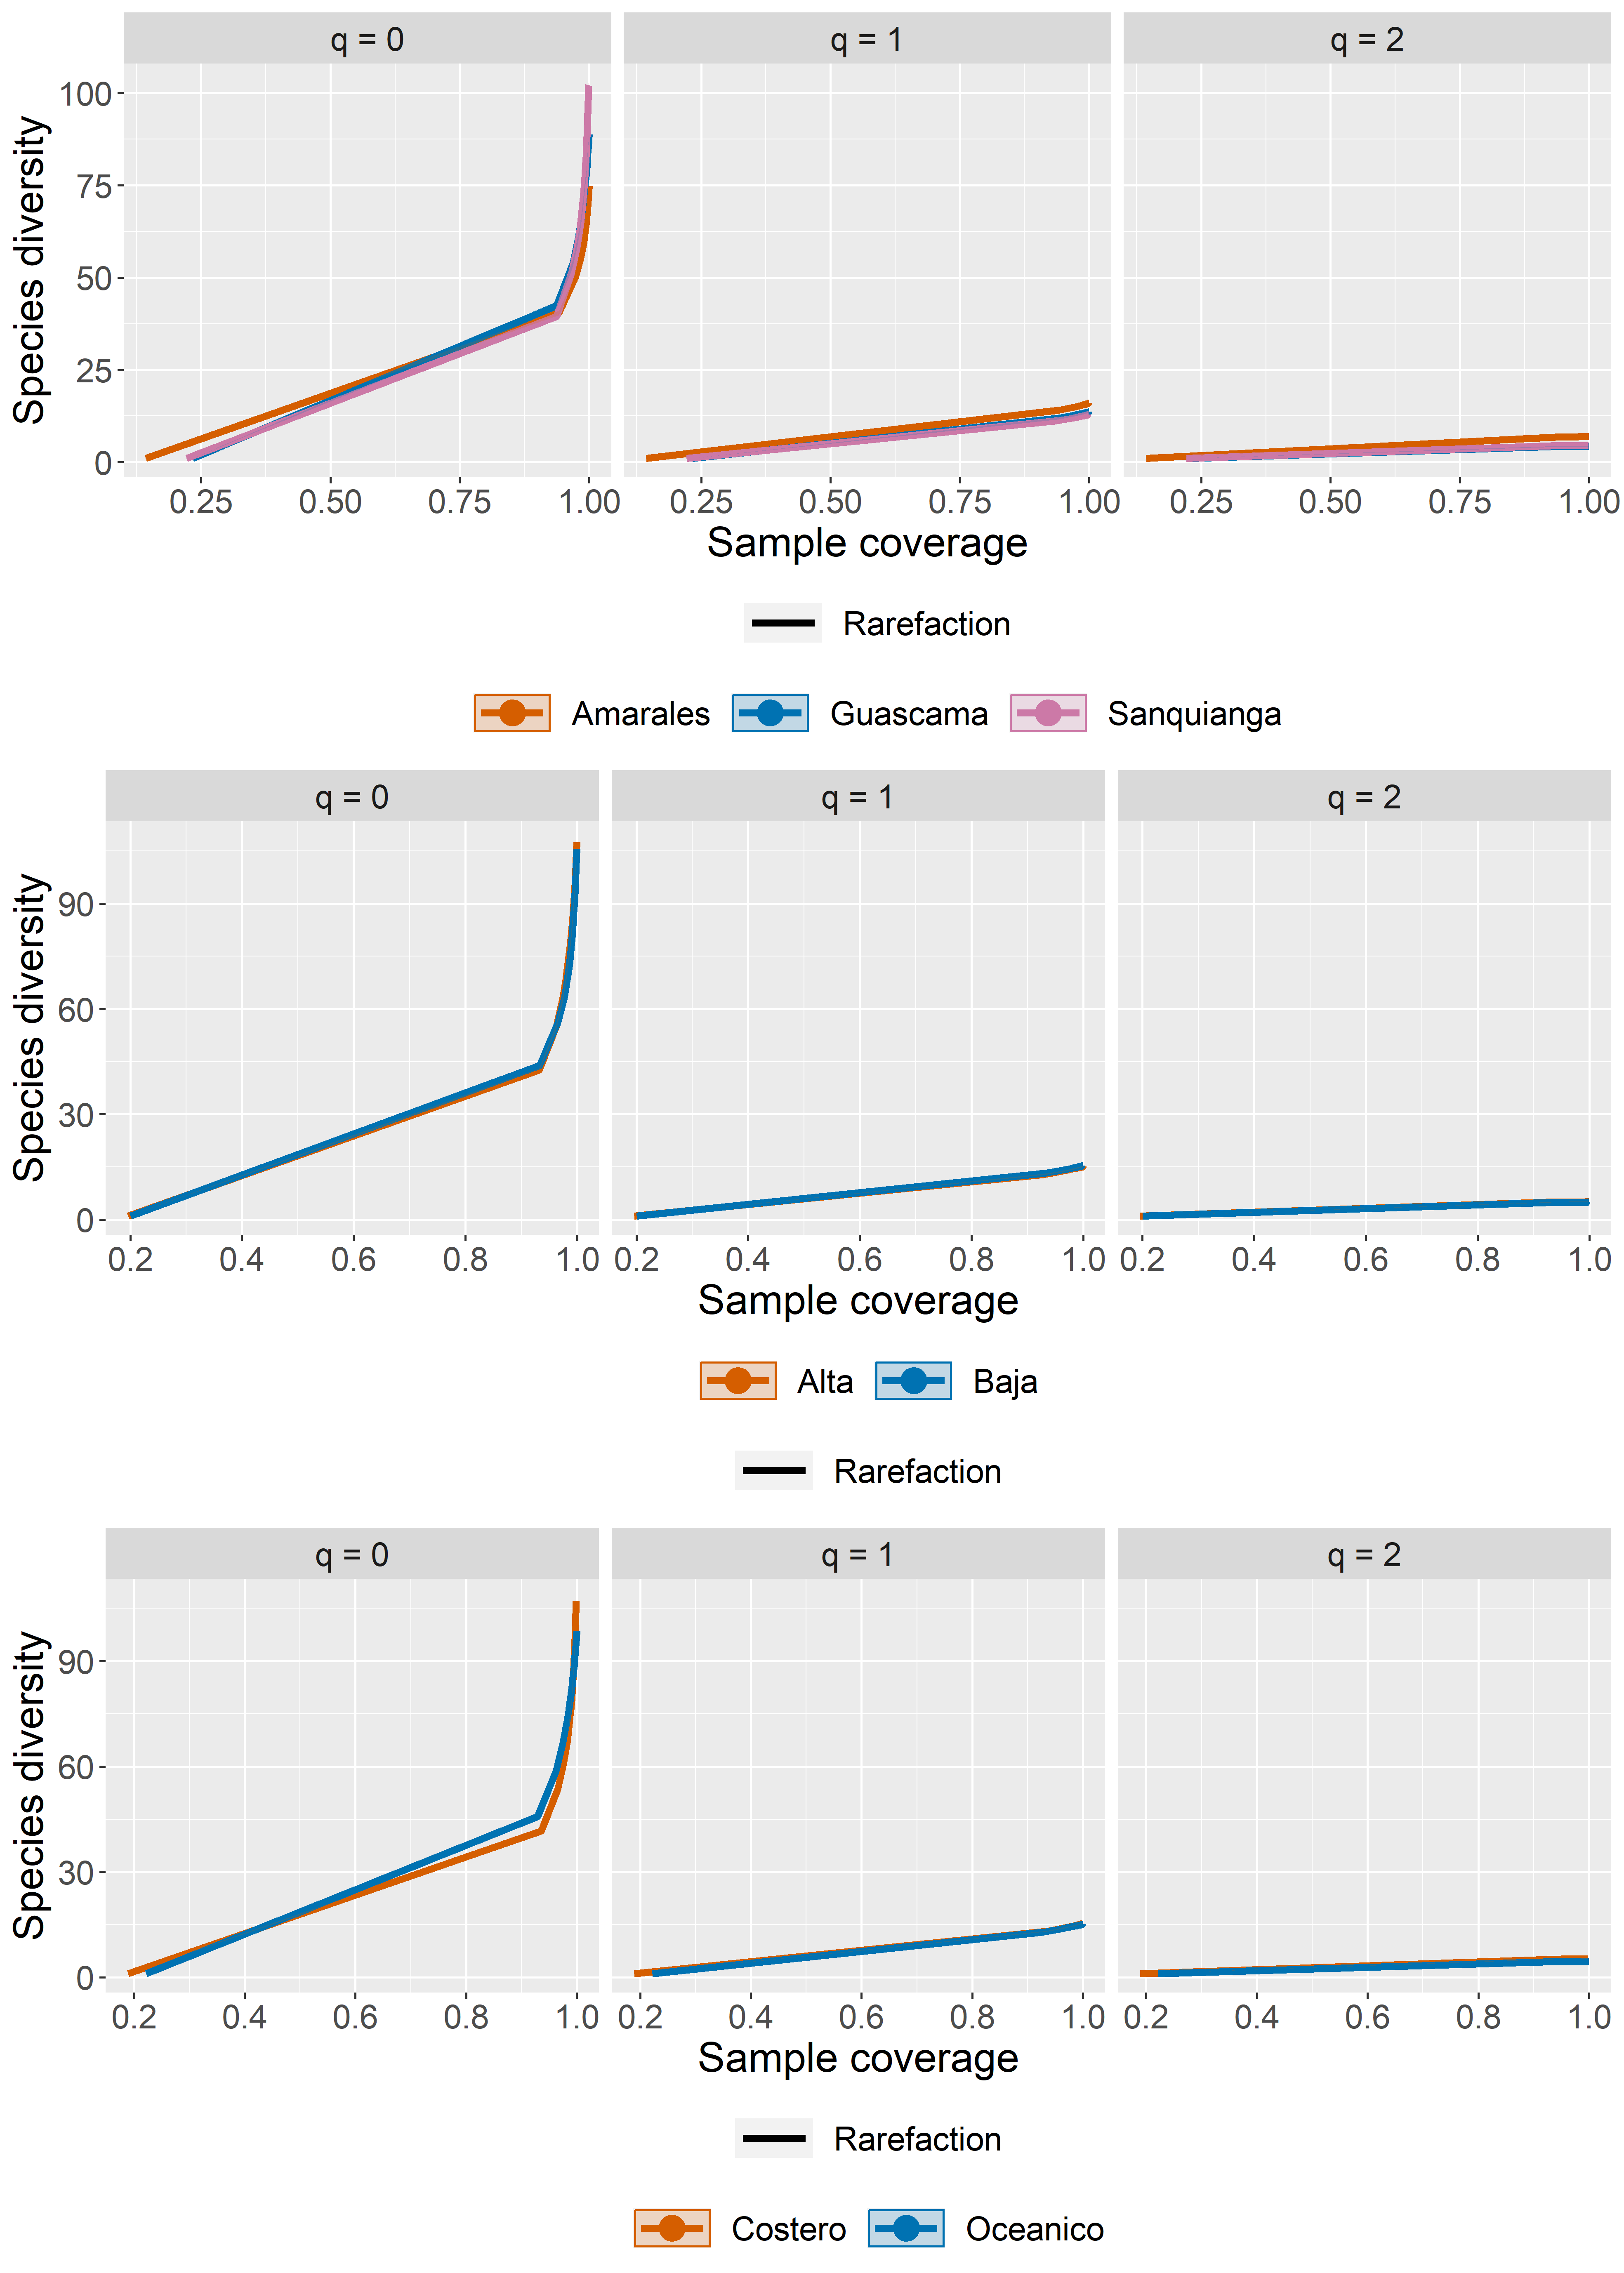 q = 0 q = 1 q = 2
Species diversity
100
75
50
25
0
0.25 0.50 0.75 1.00 0.25 0.50 0.75 1.00 0.25 0.50 0.75 1.00
Sample coverage
Rarefaction
Amarales Guascama Sanquianga
q = 0 q = 1 q = 2
Species diversity
90
60
30
0
0.2 0.4 0.6 0.8 1.0 0.2 0.4 0.6 0.8 1.0 0.2 0.4 0.6 0.8 1.0
Sample coverage
Alta Baja
Rarefaction
q = 0 q = 1 q = 2
Species diversity
90
60
30
0
0.2 0.4 0.6 0.8 1.0 0.2 0.4 0.6 0.8 1.0 0.2 0.4 0.6 0.8 1.0
Sample coverage
Rarefaction
Costero Oceanico